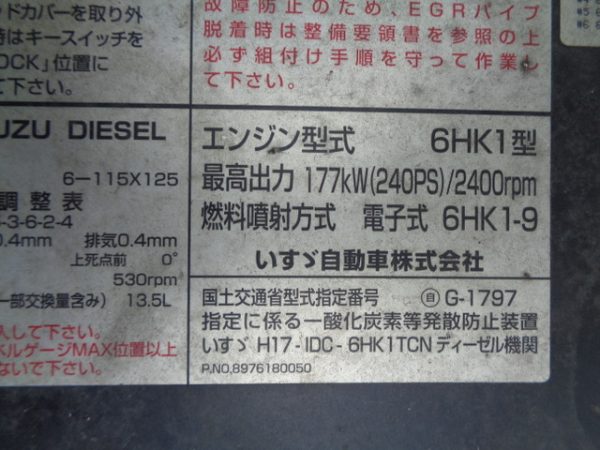 ッドカバーを取り外
時はキースイッチを
OCK」位置に
て下さい。
故障防止のため、EGRパイプ
脱着時は整備要領書を参照の上
必ず組付け手順を守って作業し
て下さい。
UZU DIESEL
6-115X125
調整表
-3-6-2-4
0.4mm 排気0.4mm
上死点前 0°
530rpm
一部交換量含み) 13.5L
入して下さい。
ベルゲージMAX位置以上
ないで下さい。
エンジン型式 6HK1型
最高出力 177kW(240PS)/2400rpm
燃料噴射方式 電子式 6HK1-9
いすゞ自動車株式会社
国土交通省型式指定番号 ㊐ G-1797
指定に係る一酸化炭素等発散防止装置
いすゞ H17-IDC-6HK1TCN ディーゼル機関
P.NO.8976180050